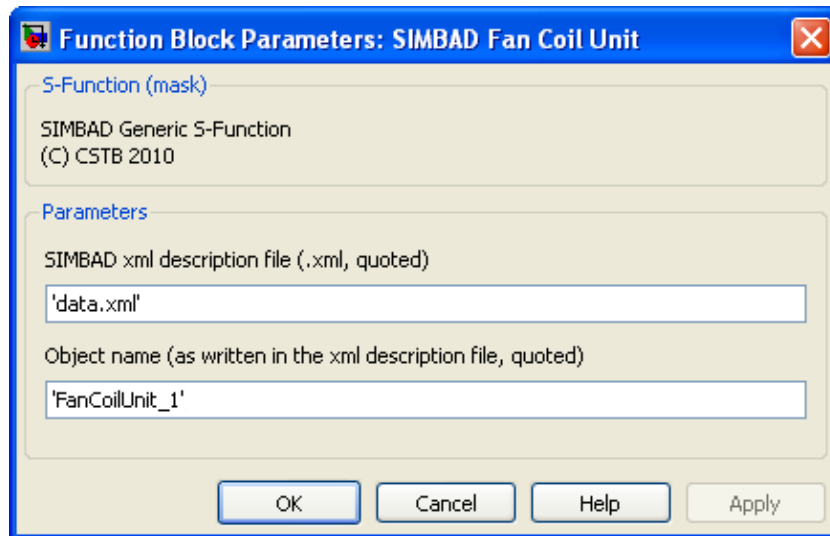 Function Block Parameters: SIMBAD Fan Coil Unit
S-Function (mask)
SIMBAD Generic S-Function
(C) CSTB 2010
Parameters
SIMBAD xml description file (.xml, quoted)
'data.xml'
Object name (as written in the xml description file, quoted)
'FanCoilUnit_1'
OK Cancel Help Apply